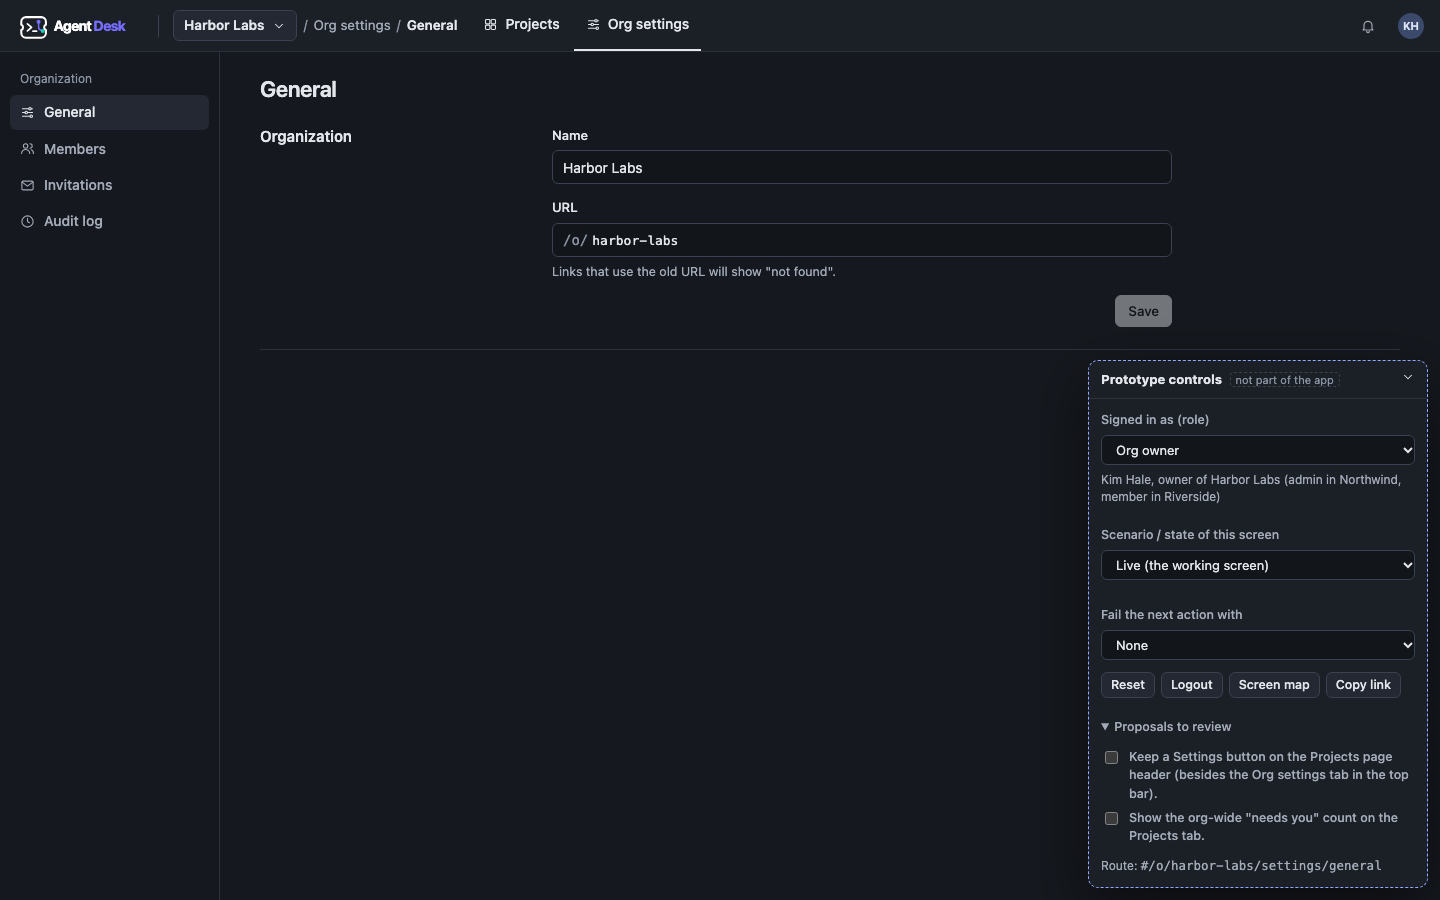 AgentDesk
Harbor Labs / Org settings / General
Projects
Org settings
KH
Organization
General
Members
Invitations
Audit log
General
Organization
Name
Harbor Labs
URL
/o/ harbor-labs
Links that use the old URL will show "not found".
Save
Prototype controls not part of the app
Signed in as (role)
Org owner
Kim Hale, owner of Harbor Labs (admin in Northwind,
member in Riverside)
Scenario / state of this screen
Live (the working screen)
Fail the next action with
None
Reset Logout Screen map Copy link
Proposals to review
Keep a Settings button on the Projects page
header (besides the Org settings tab in the top
bar).
Show the org-wide "needs you" count on the
Projects tab.
Route: #/o/harbor-labs/settings/general